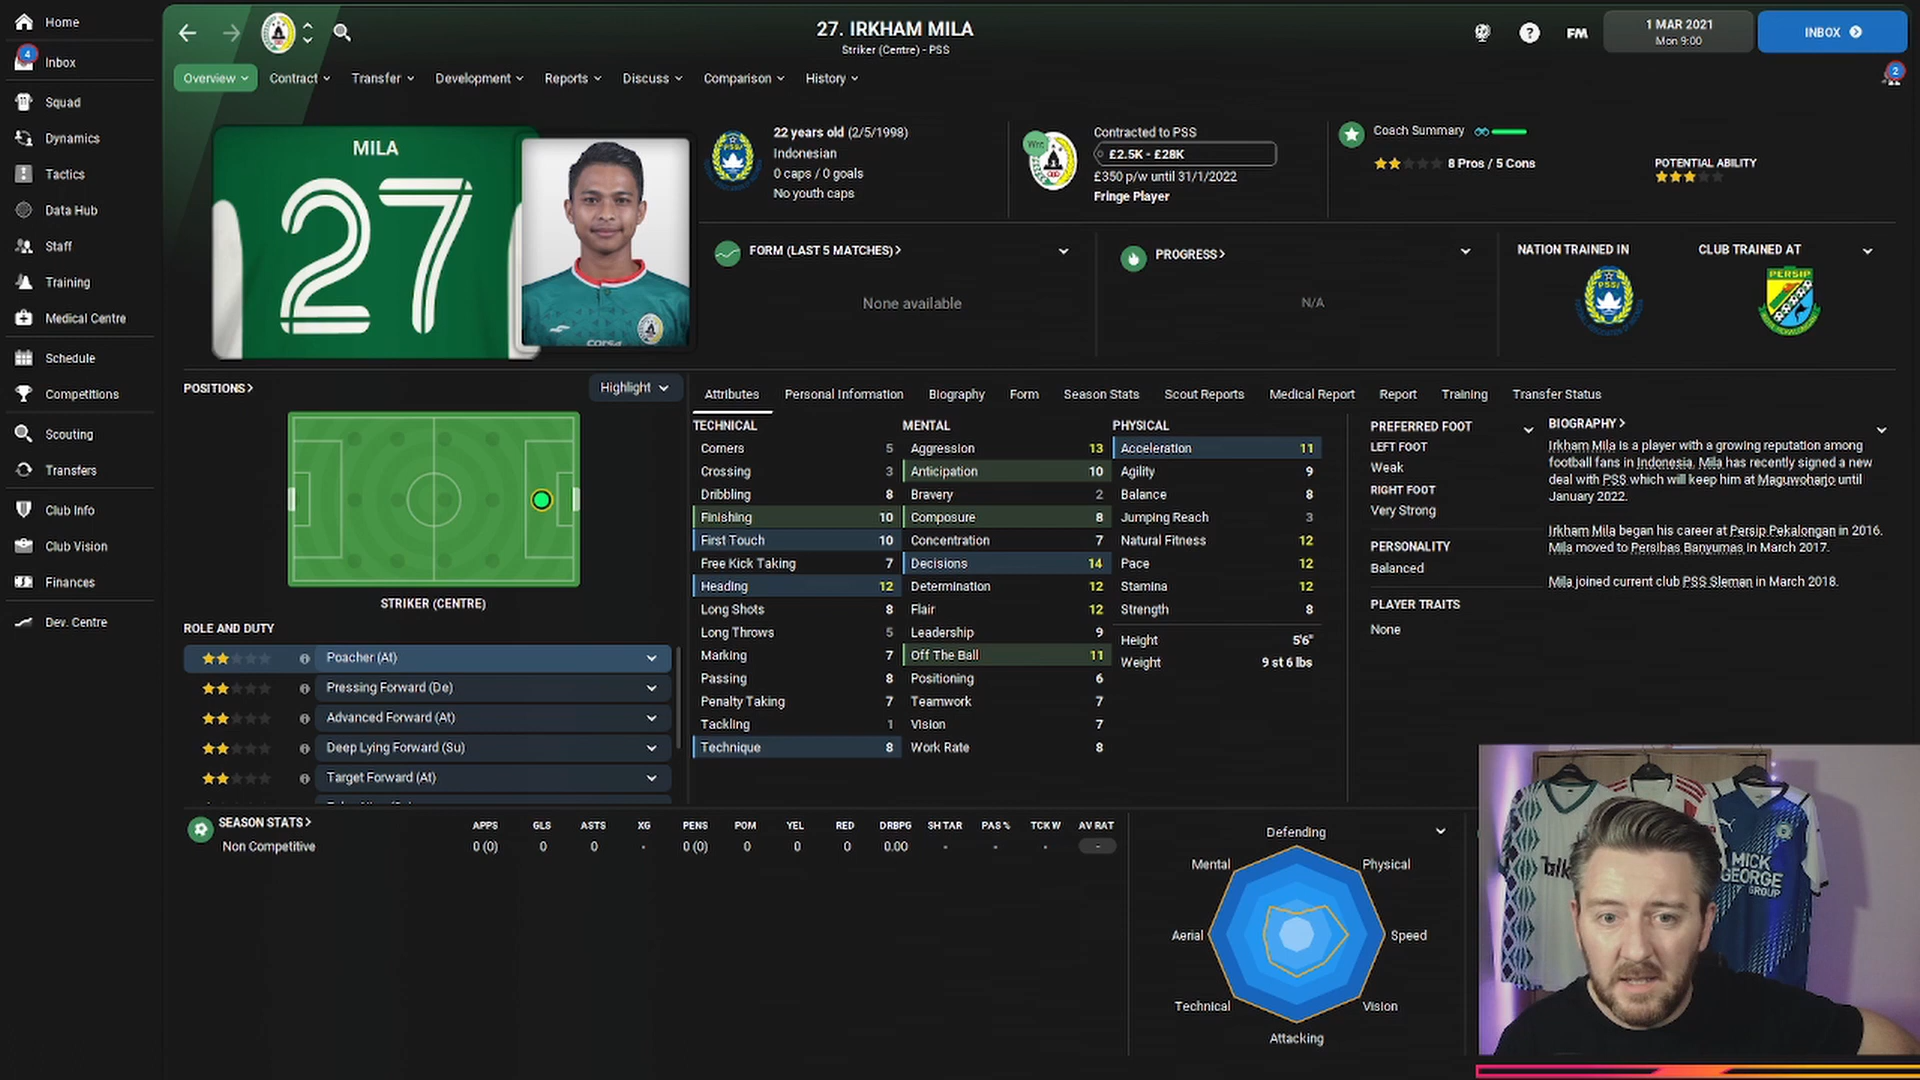 Home
4
Inbox
Squad
Dynamics
Tactics
Data Hub
Staff
Training
Medical Centre
Schedule
Competitions
Scouting
Transfers
Club Info
Club Vision
Finances
Dev. Centre
27. IRKHAM MILA
Striker (Centre) - PSS
FM
1 MAR 2021
Mon 9:00
INBOX
2
Overview
Contract
Transfer
Development
Reports
Discuss
Comparison
History
MILA
27
22 years old (2/5/1998)
Indonesian
0 caps / 0 goals
No youth caps
Wnt
Contracted to PSS
£2.5K - £28K
£350 p/w until 31/1/2022
Fringe Player
Coach Summary
8 Pros / 5 Cons
POTENTIAL ABILITY
FORM (LAST 5 MATCHES) >
None available
PROGRESS >
N/A
NATION TRAINED IN
PSSI
CLUB TRAINED AT
PERSIP
POSITIONS >
Highlight
STRIKER (CENTRE)
ROLE AND DUTY
Poacher (At)
Pressing Forward (De)
Advanced Forward (At)
Deep Lying Forward (Su)
Target Forward (At)
Attributes
Personal Information
Biography
Form
Season Stats
Scout Reports
Medical Report
Report
Training
Transfer Status
TECHNICAL
Corners 5
Crossing 3
Dribbling 8
Finishing 10
First Touch 10
Free Kick Taking 7
Heading 12
Long Shots 8
Long Throws 5
Marking 7
Passing 8
Penalty Taking 7
Tackling 1
Technique 8
MENTAL
Aggression 13
Anticipation 10
Bravery 2
Composure 8
Concentration 7
Decisions 14
Determination 12
Flair 12
Leadership 9
Off The Ball 11
Positioning 6
Teamwork 7
Vision 7
Work Rate 8
PHYSICAL
Acceleration 11
Agility 9
Balance 8
Jumping Reach 3
Natural Fitness 12
Pace 12
Stamina 12
Strength 8
Height 5'6"
Weight 9 st 6 lbs
PREFERRED FOOT
LEFT FOOT
Weak
RIGHT FOOT
Very Strong
PERSONALITY
Balanced
PLAYER TRAITS
None
BIOGRAPHY >
Irkham Mila is a player with a growing reputation among
football fans in Indonesia. Mila has recently signed a new
deal with PSS which will keep him at Maguwoharjo until
January 2022.
Irkham Mila began his career at Persip Pekalongan in 2016.
Mila moved to Persibas Banyumas in March 2017.
Mila joined current club PSS Sleman in March 2018.
SEASON STATS >
APPS GLS ASTS XG PENS POM YEL RED DRBPG SH TAR PAS % TCK W AV RAT
Non Competitive 0 (0) 0 0 - 0 (0) 0 0 0 0.00 - - - -
Defending
Mental
Physical
Aerial
Speed
Technical
Vision
Attacking
MICK
GEORGE
GROUP